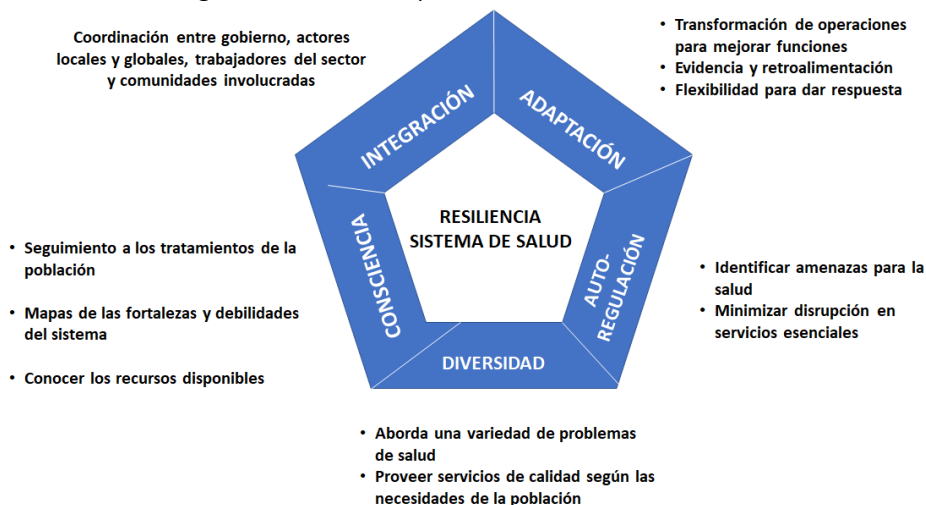 Coordinación entre gobierno, actores
locales y globales, trabajadores del sector
y comunidades involucradas
• Transformación de operaciones
para mejorar funciones
• Evidencia y retroalimentación
• Flexibilidad para dar respuesta
INTEGRACIÓN
ADAPTACIÓN
RESILIENCIA
SISTEMA DE SALUD
CONSCIENCIA
AUTO-
REGULACIÓN
DIVERSIDAD
• Seguimiento a los tratamientos de la
población
• Mapas de las fortalezas y debilidades
del sistema
• Conocer los recursos disponibles
• Identificar amenazas para la
salud
• Minimizar disrupción en
servicios esenciales
• Aborda una variedad de problemas
de salud
• Proveer servicios de calidad según las
necesidades de la población